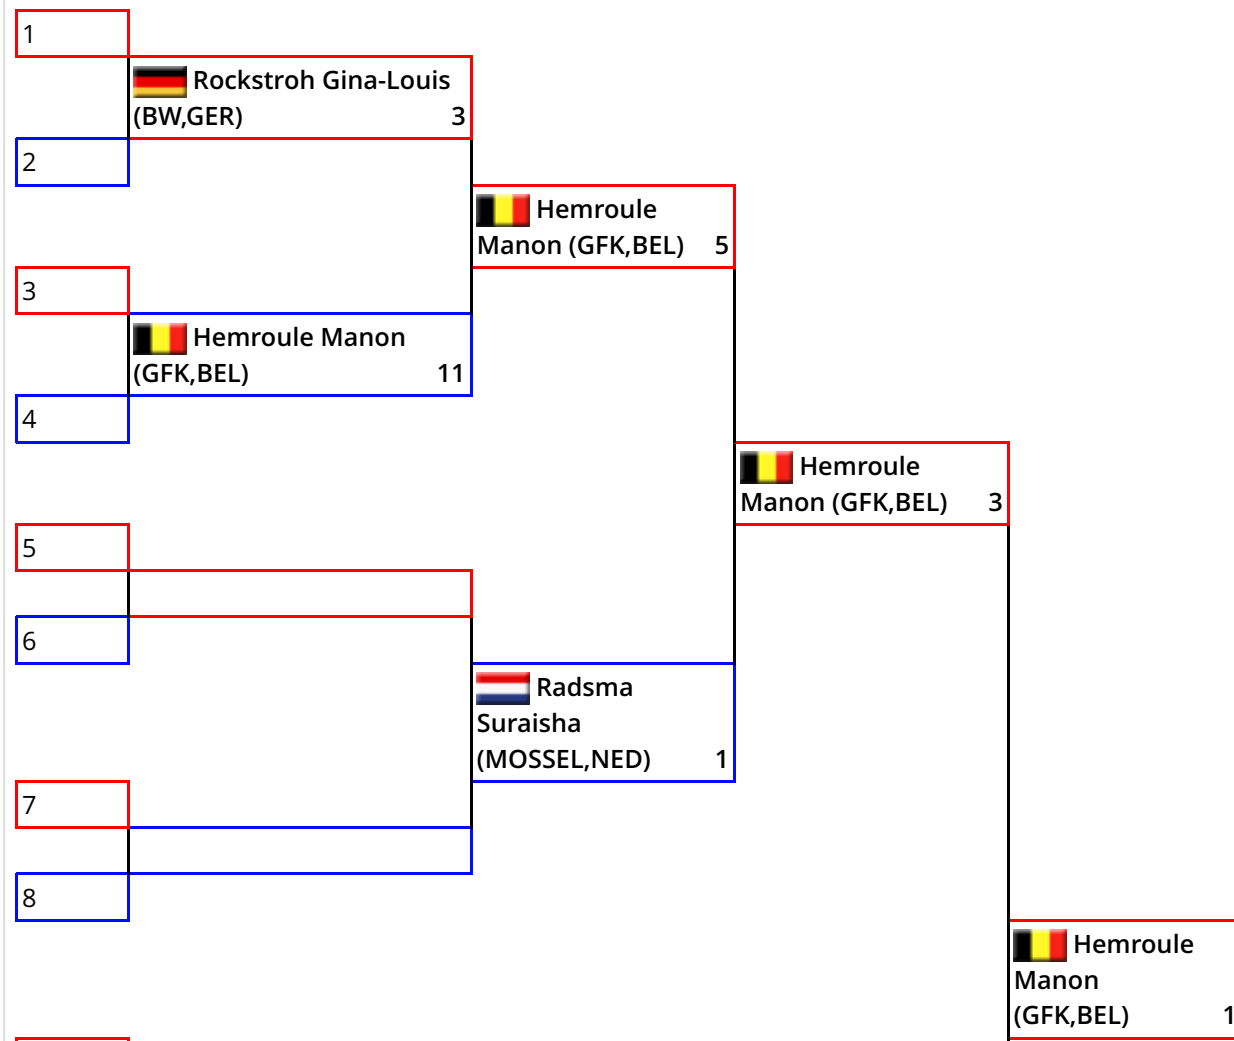 1
Rockstroh Gina-Louis
(BW,GER) 3
2
Hemroule
Manon (GFK,BEL) 5
3
Hemroule Manon
(GFK,BEL) 11
4
Hemroule
Manon (GFK,BEL) 3
5
6
Radsma
Suraisha
(MOSSEL,NED) 1
7
8
Hemroule
Manon
(GFK,BEL) 1